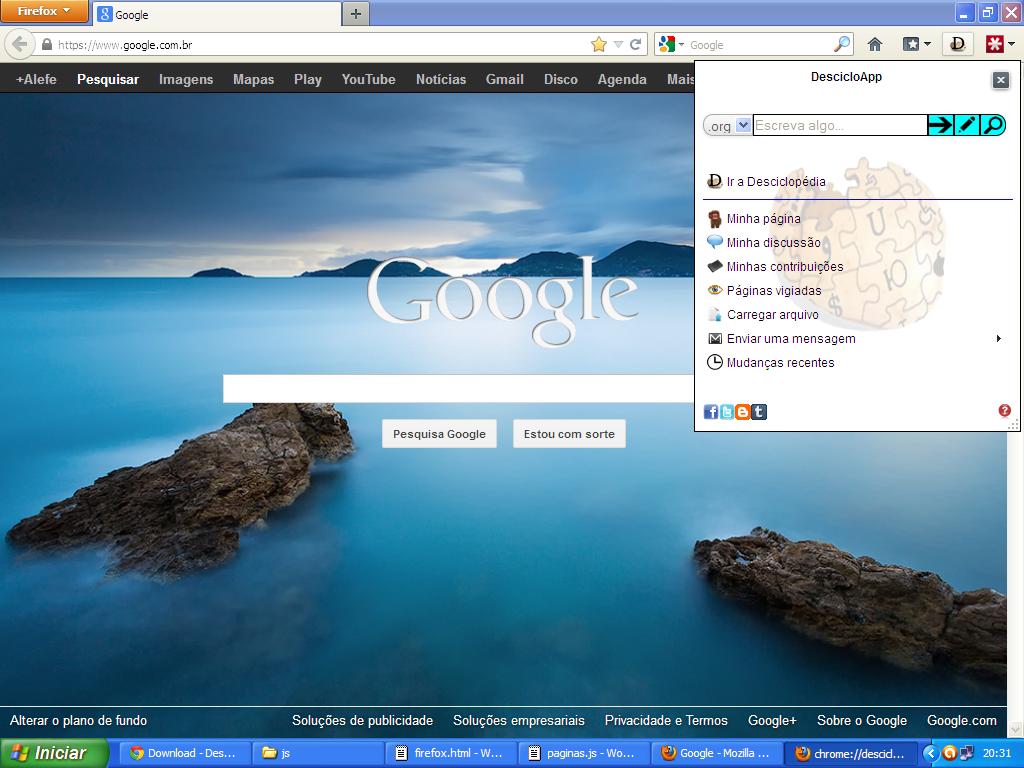 Firefox
Google
https://www.google.com.br
Google
+Alefe Pesquisar Imagens Mapas Play YouTube Notícias Gmail Disco Agenda Mais
DescicloApp
.org Escreva algo...
Ir a Desciclopédia
Minha página
Minha discussão
Minhas contribuições
Páginas vigiadas
Carregar arquivo
Enviar uma mensagem
Mudanças recentes
Google
Pesquisa Google Estou com sorte
Alterar o plano de fundo Soluções de publicidade Soluções empresariais Privacidade e Termos Google+ Sobre o Google Google.com
Iniciar Download - Des... js firefox.html - W... paginas.js - Wo... Google - Mozilla ... chrome://descicl... 20:31